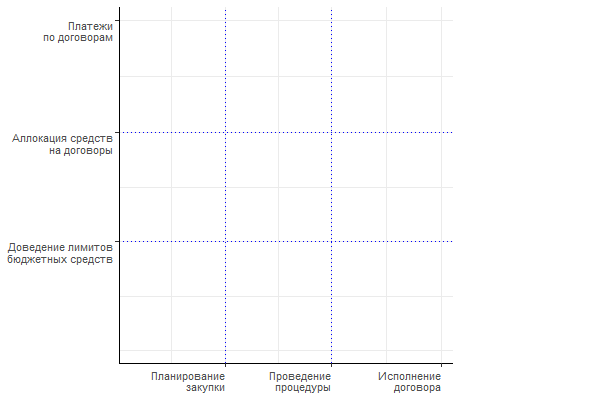 Платежи
по договорам
Аллокация средств
на договоры
Доведение лимитов
бюджетных средств
Планирование
закупки
Проведение
процедуры
Исполнение
договора